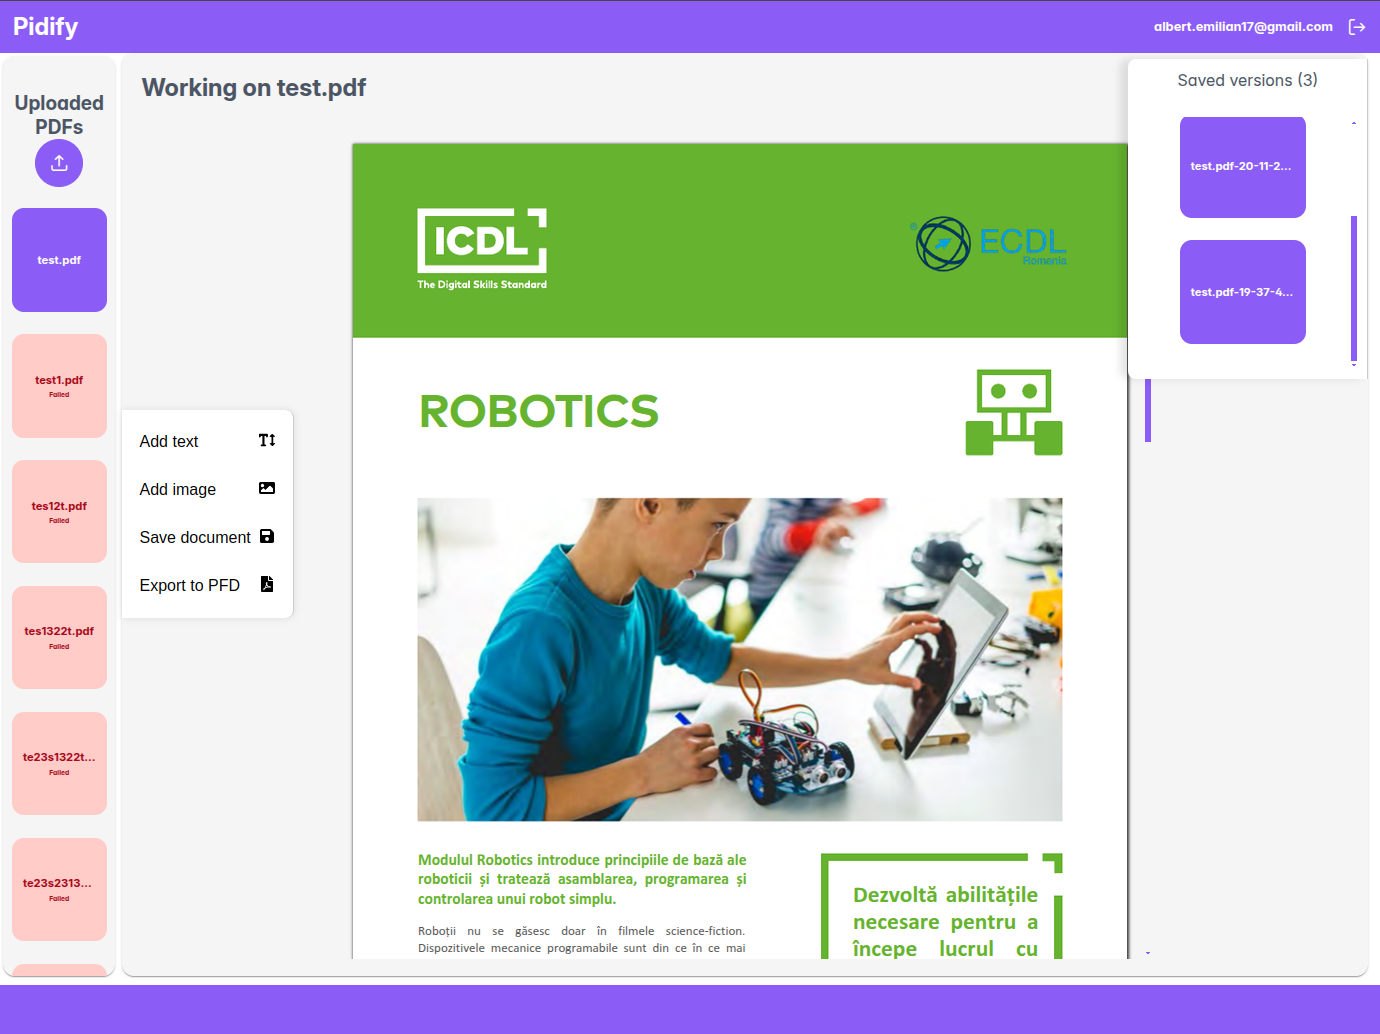 Pidify
albert.emilian17@gmail.com
Uploaded
PDFs
test.pdf
test1.pdf
Failed
tes12t.pdf
Failed
tes1322t.pdf
Failed
te23s1322t...
Failed
te23s2313...
Failed
Working on test.pdf
Add text
Add image
Save document
Export to PFD
ICDL
The Digital Skills Standard
ECDL
Romania
ROBOTICS
Modulul Robotics introduce principiile de bază ale
roboticii și tratează asamblarea, programarea și
controlarea unui robot simplu.
Roboții nu se găsesc doar în filmele science-fiction.
Dispozitivele mecanice programabile sunt din ce în ce mai
Dezvoltă abilitățile
necesare pentru a
începe lucrul cu
Saved versions (3)
test.pdf-20-11-2...
test.pdf-19-37-4...